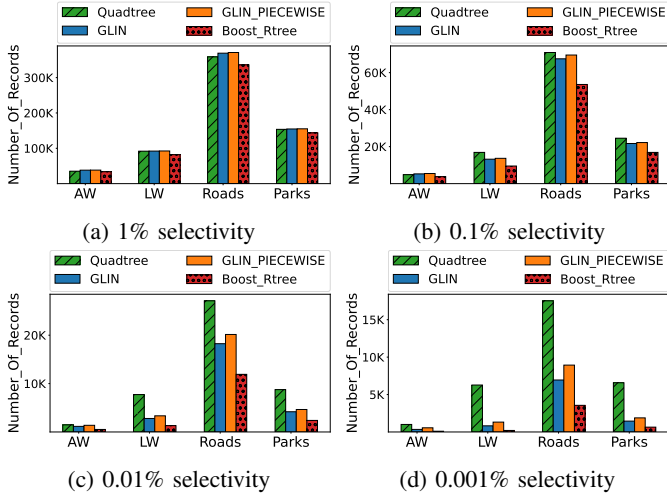 Quadtree GLIN_PIECEWISE
GLIN Boost_Rtree
Number_Of_Records
300K
200K
100K
AW LW Roads Parks
(a) 1% selectivity
Quadtree GLIN_PIECEWISE
GLIN Boost_Rtree
Number_Of_Records
60K
40K
20K
AW LW Roads Parks
(b) 0.1% selectivity
Quadtree GLIN_PIECEWISE
GLIN Boost_Rtree
Number_Of_Records
20K
10K
AW LW Roads Parks
(c) 0.01% selectivity
Quadtree GLIN_PIECEWISE
GLIN Boost_Rtree
Number_Of_Records
15K
10K
5K
AW LW Roads Parks
(d) 0.001% selectivity